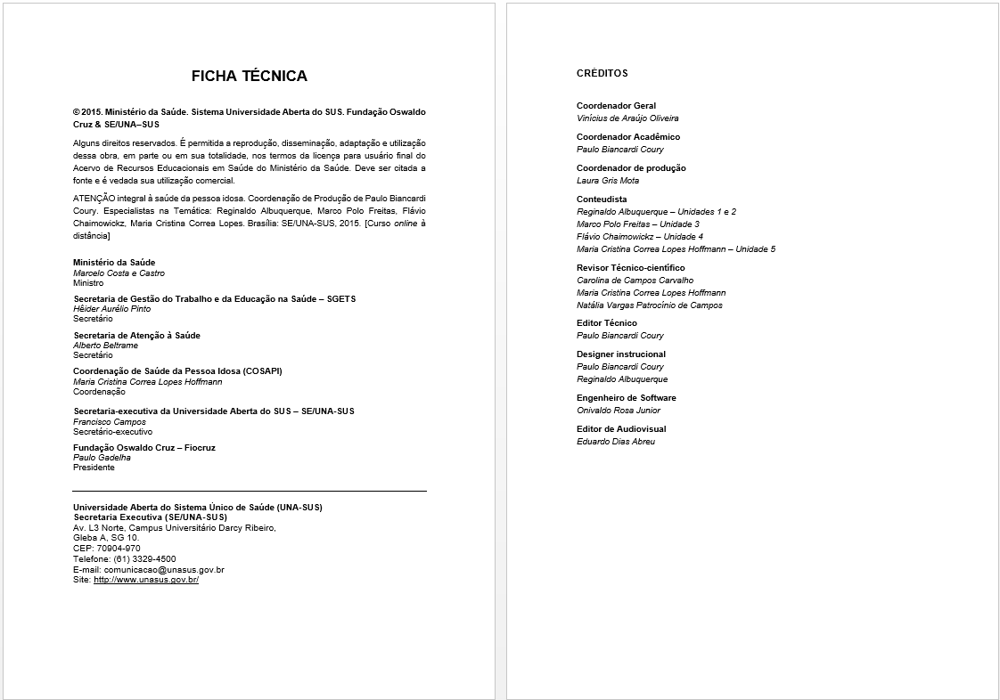 FICHA TÉCNICA
© 2015. Ministério da Saúde. Sistema Universidade Aberta do SUS. Fundação Oswaldo
Cruz & SE/UNA–SUS
Alguns direitos reservados. É permitida a reprodução, disseminação, adaptação e utilização
dessa obra, em parte ou em sua totalidade, nos termos da licença para usuário final do
Acervo de Recursos Educacionais em Saúde do Ministério da Saúde. Deve ser citada a
fonte e é vedada sua utilização comercial.
ATENÇÃO integral à saúde da pessoa idosa. Coordenação de Produção de Paulo Biancardi
Coury. Especialistas na Temática: Reginaldo Albuquerque, Marco Polo Freitas, Flávio
Chaimowickz, Maria Cristina Correa Lopes. Brasília: SE/UNA-SUS, 2015. [Curso online à
distância]
Ministério da Saúde
Marcelo Costa e Castro
Ministro
Secretaria de Gestão do Trabalho e da Educação na Saúde – SGETS
Hêider Aurélio Pinto
Secretário
Secretaria de Atenção à Saúde
Alberto Beltrame
Secretário
Coordenação de Saúde da Pessoa Idosa (COSAPI)
Maria Cristina Correa Lopes Hoffmann
Coordenação
Secretaria-executiva da Universidade Aberta do SUS – SE/UNA-SUS
Francisco Campos
Secretário-executivo
Fundação Oswaldo Cruz – Fiocruz
Paulo Gadelha
Presidente
Universidade Aberta do Sistema Único de Saúde (UNA-SUS)
Secretaria Executiva (SE/UNA-SUS)
Av. L3 Norte, Campus Universitário Darcy Ribeiro,
Gleba A, SG 10.
CEP: 70904-970
Telefone: (61) 3329-4500
E-mail: comunicacao@unasus.gov.br
Site: http://www.unasus.gov.br/
CRÉDITOS
Coordenador Geral
Vinícius de Araújo Oliveira
Coordenador Acadêmico
Paulo Biancardi Coury
Coordenador de produção
Laura Gris Mota
Conteudista
Reginaldo Albuquerque – Unidades 1 e 2
Marco Polo Freitas – Unidade 3
Flávio Chaimowickz – Unidade 4
Maria Cristina Correa Lopes Hoffmann – Unidade 5
Revisor Técnico-científico
Carolina de Campos Carvalho
Maria Cristina Correa Lopes Hoffmann
Natália Vargas Patrocínio de Campos
Editor Técnico
Paulo Biancardi Coury
Designer instrucional
Paulo Biancardi Coury
Reginaldo Albuquerque
Engenheiro de Software
Onivaldo Rosa Junior
Editor de Audiovisual
Eduardo Dias Abreu